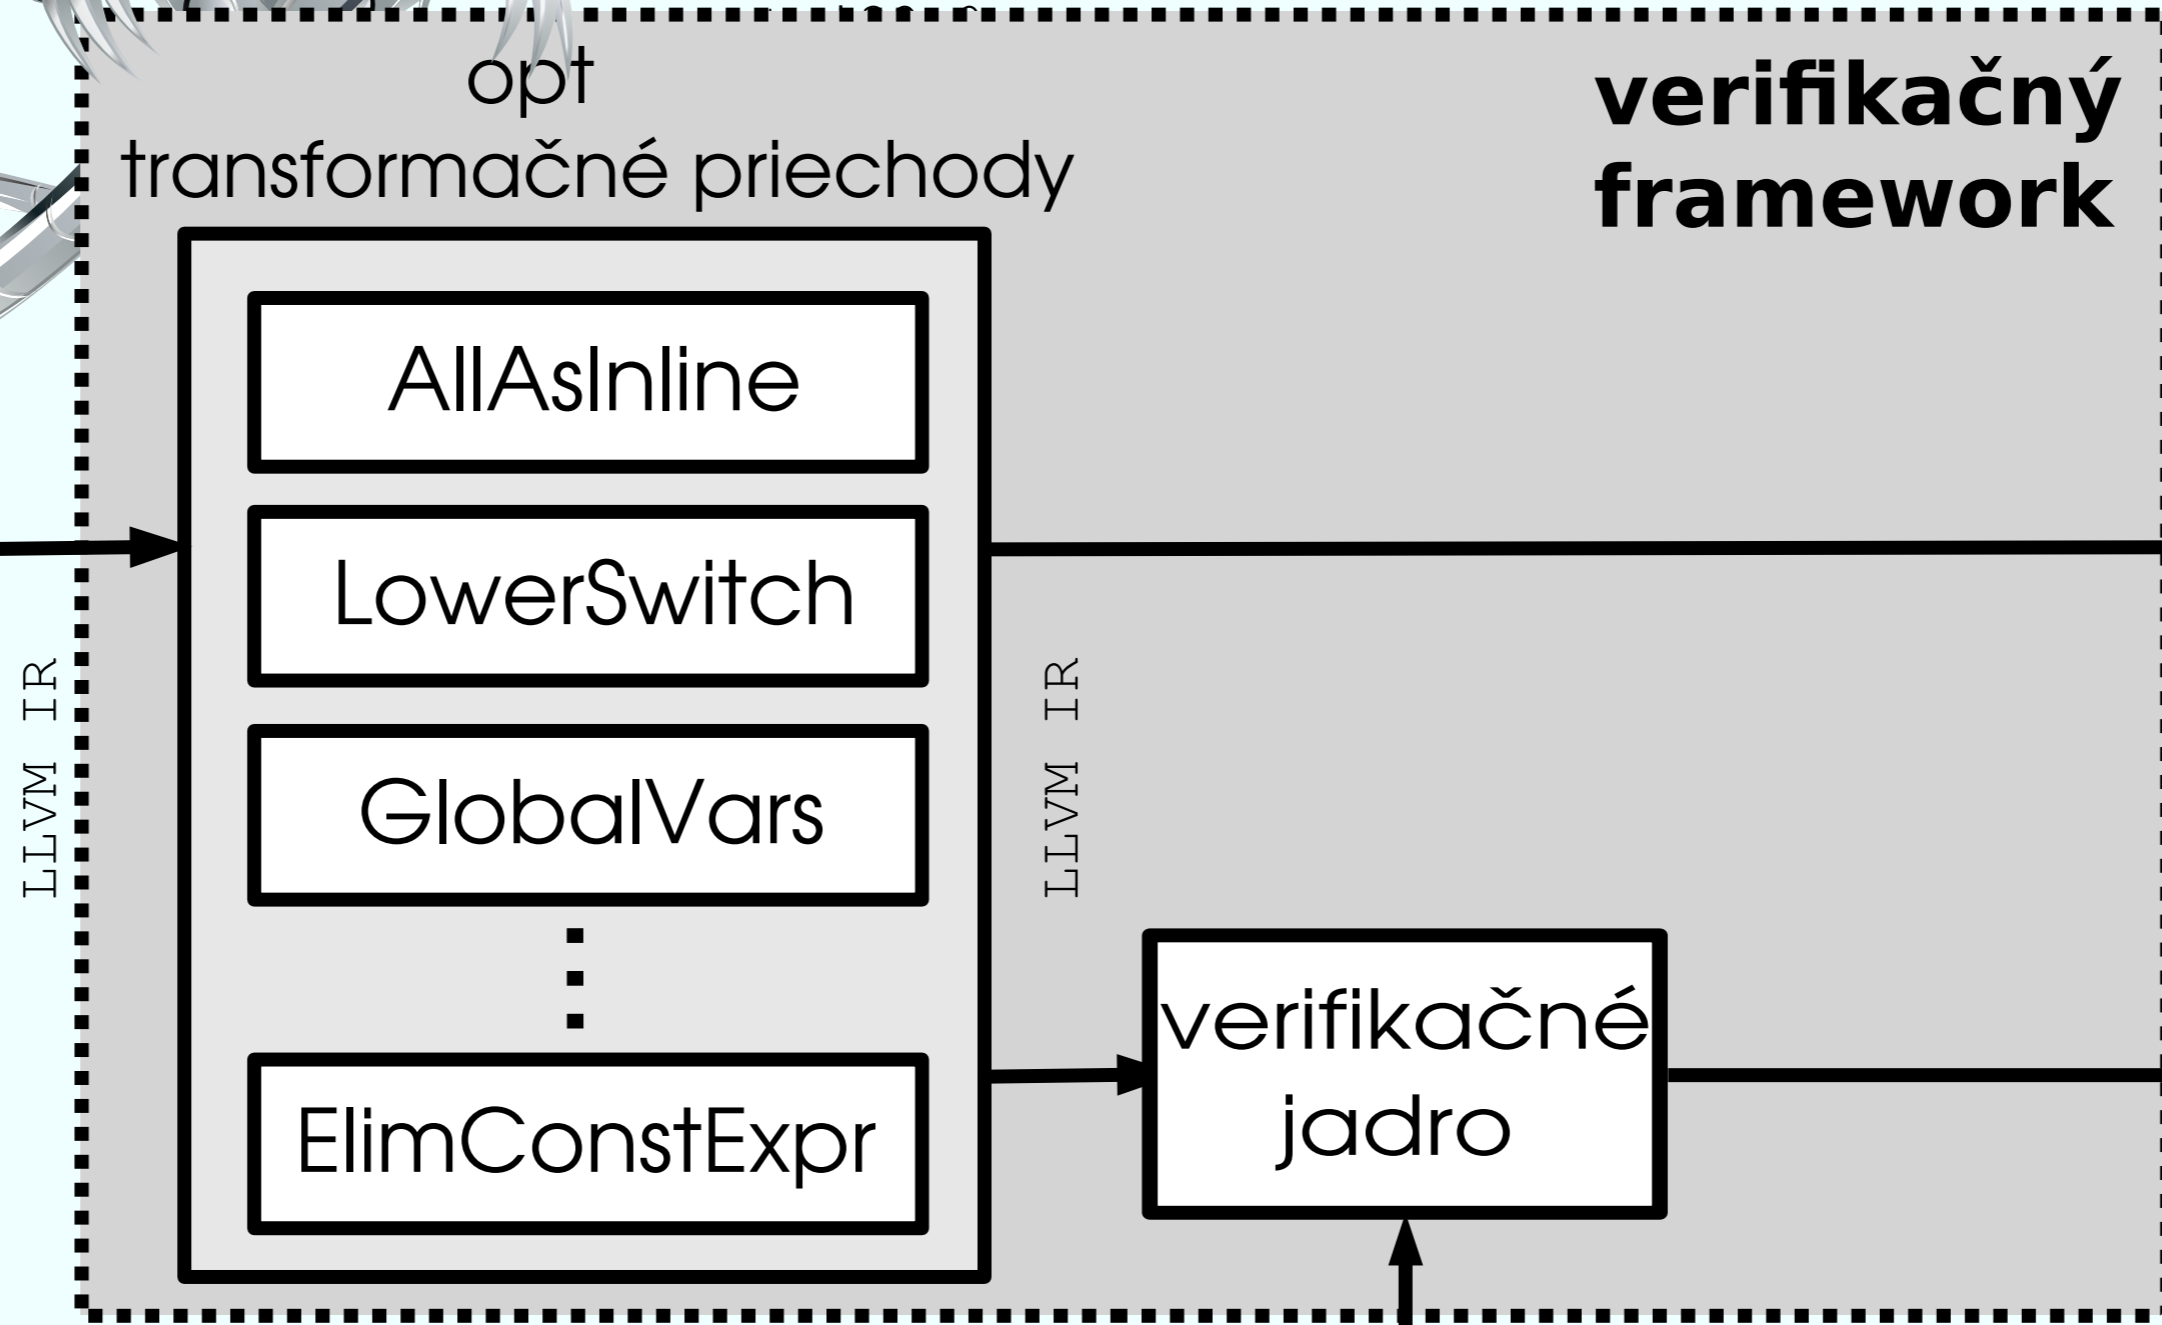 opt
transformačné priechody
verifikačný
framework
AllAsInline
LowerSwitch
GlobalVars
ElimConstExpr
LLVM IR
LLVM IR
verifikačné
jadro